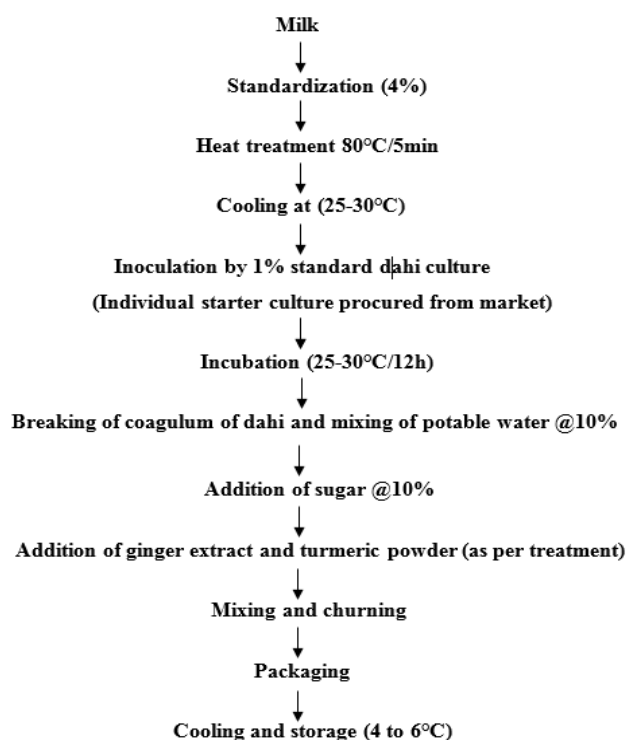 Milk
Standardization (4%)
Heat treatment 80°C/5min
Cooling at (25-30°C)
Inoculation by 1% standard dahi culture
(Individual starter culture procured from market)
Incubation (25-30°C/12h)
Breaking of coagulum of dahi and mixing of potable water @10%
Addition of sugar @10%
Addition of ginger extract and turmeric powder (as per treatment)
Mixing and churning
Packaging
Cooling and storage (4 to 6°C)